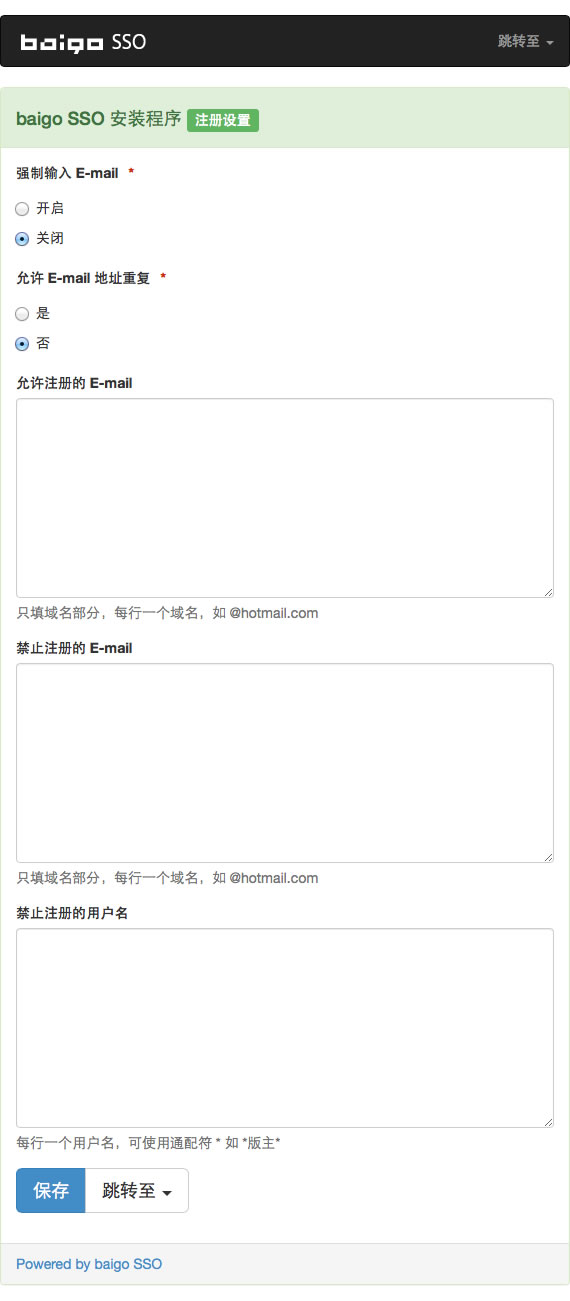 baigo SSO
跳转至
baigo SSO 安装程序 注册设置
强制输入 E-mail *
开启
关闭
允许 E-mail 地址重复 *
是
否
允许注册的 E-mail
只填域名部分，每行一个域名，如 @hotmail.com
禁止注册的 E-mail
只填域名部分，每行一个域名，如 @hotmail.com
禁止注册的用户名
每行一个用户名，可使用通配符 * 如 *版主*
保存 跳转至
Powered by baigo SSO